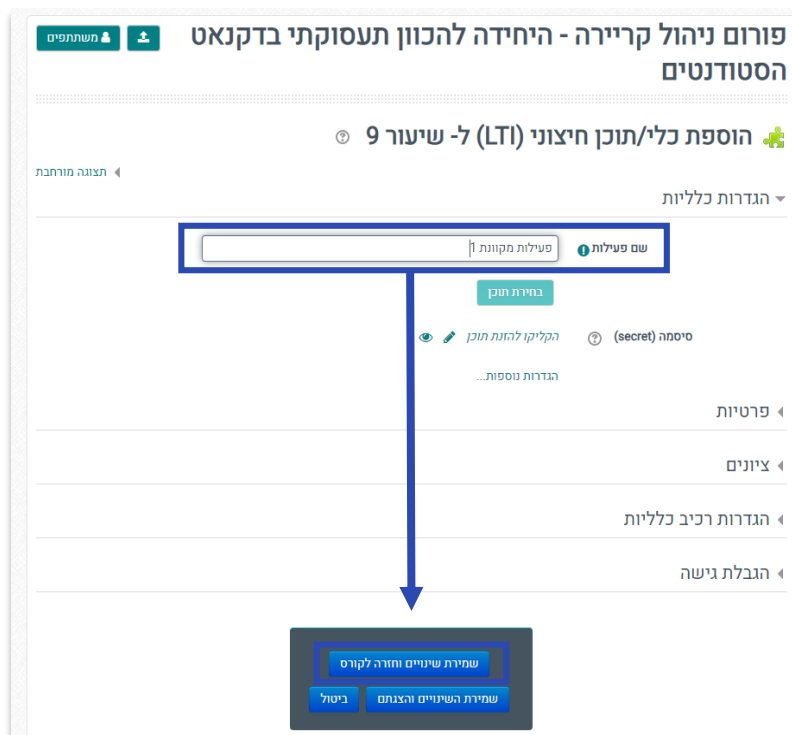 פורום ניהול קריירה - היחידה להכוון תעסוקתי בדקנאט
הסטודנטים
משתתפים
הוספת כלי/תוכן חיצוני (LTI) ל- שיעור 9
תצוגה מורחבת
הגדרות כלליות
שם פעילות
פעילות מקוונת 1
בחירת תוכן
סיסמה (secret)
הקליקו להזנת תוכן
הגדרות נוספות...
פרטיות
ציונים
הגדרות רכיב כלליות
הגבלת גישה
שמירת שינויים וחזרה לקורס
שמירת השינויים והצגתם
ביטול